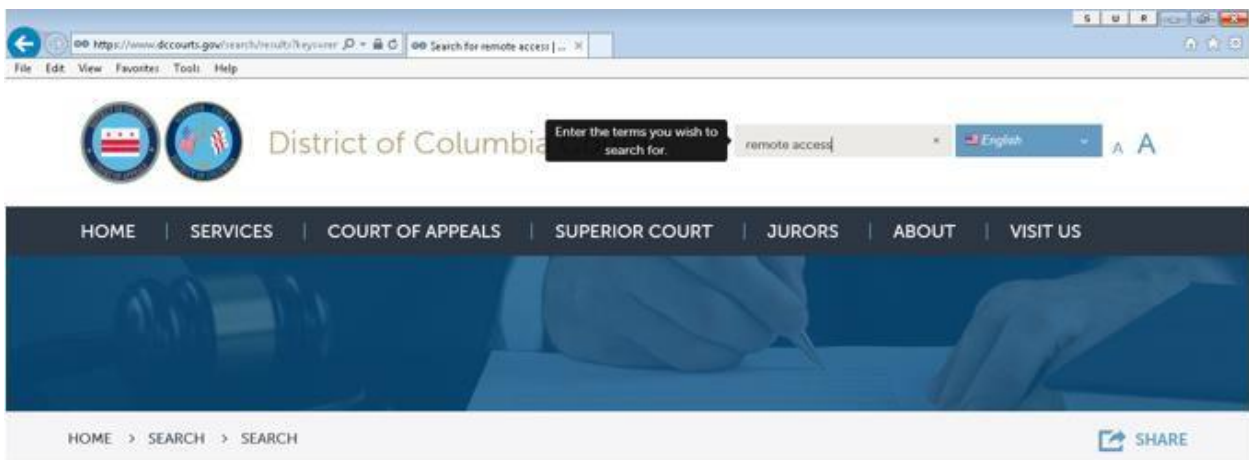 S U R
https://www.dccourts.gov/search/results?keys=rer
Search for remote access | ...
File Edit View Favorites Tools Help
District of Columbia
Enter the terms you wish to
search for.
remote access
English
A A
HOME | SERVICES | COURT OF APPEALS | SUPERIOR COURT | JURORS | ABOUT | VISIT US
HOME > SEARCH > SEARCH
SHARE